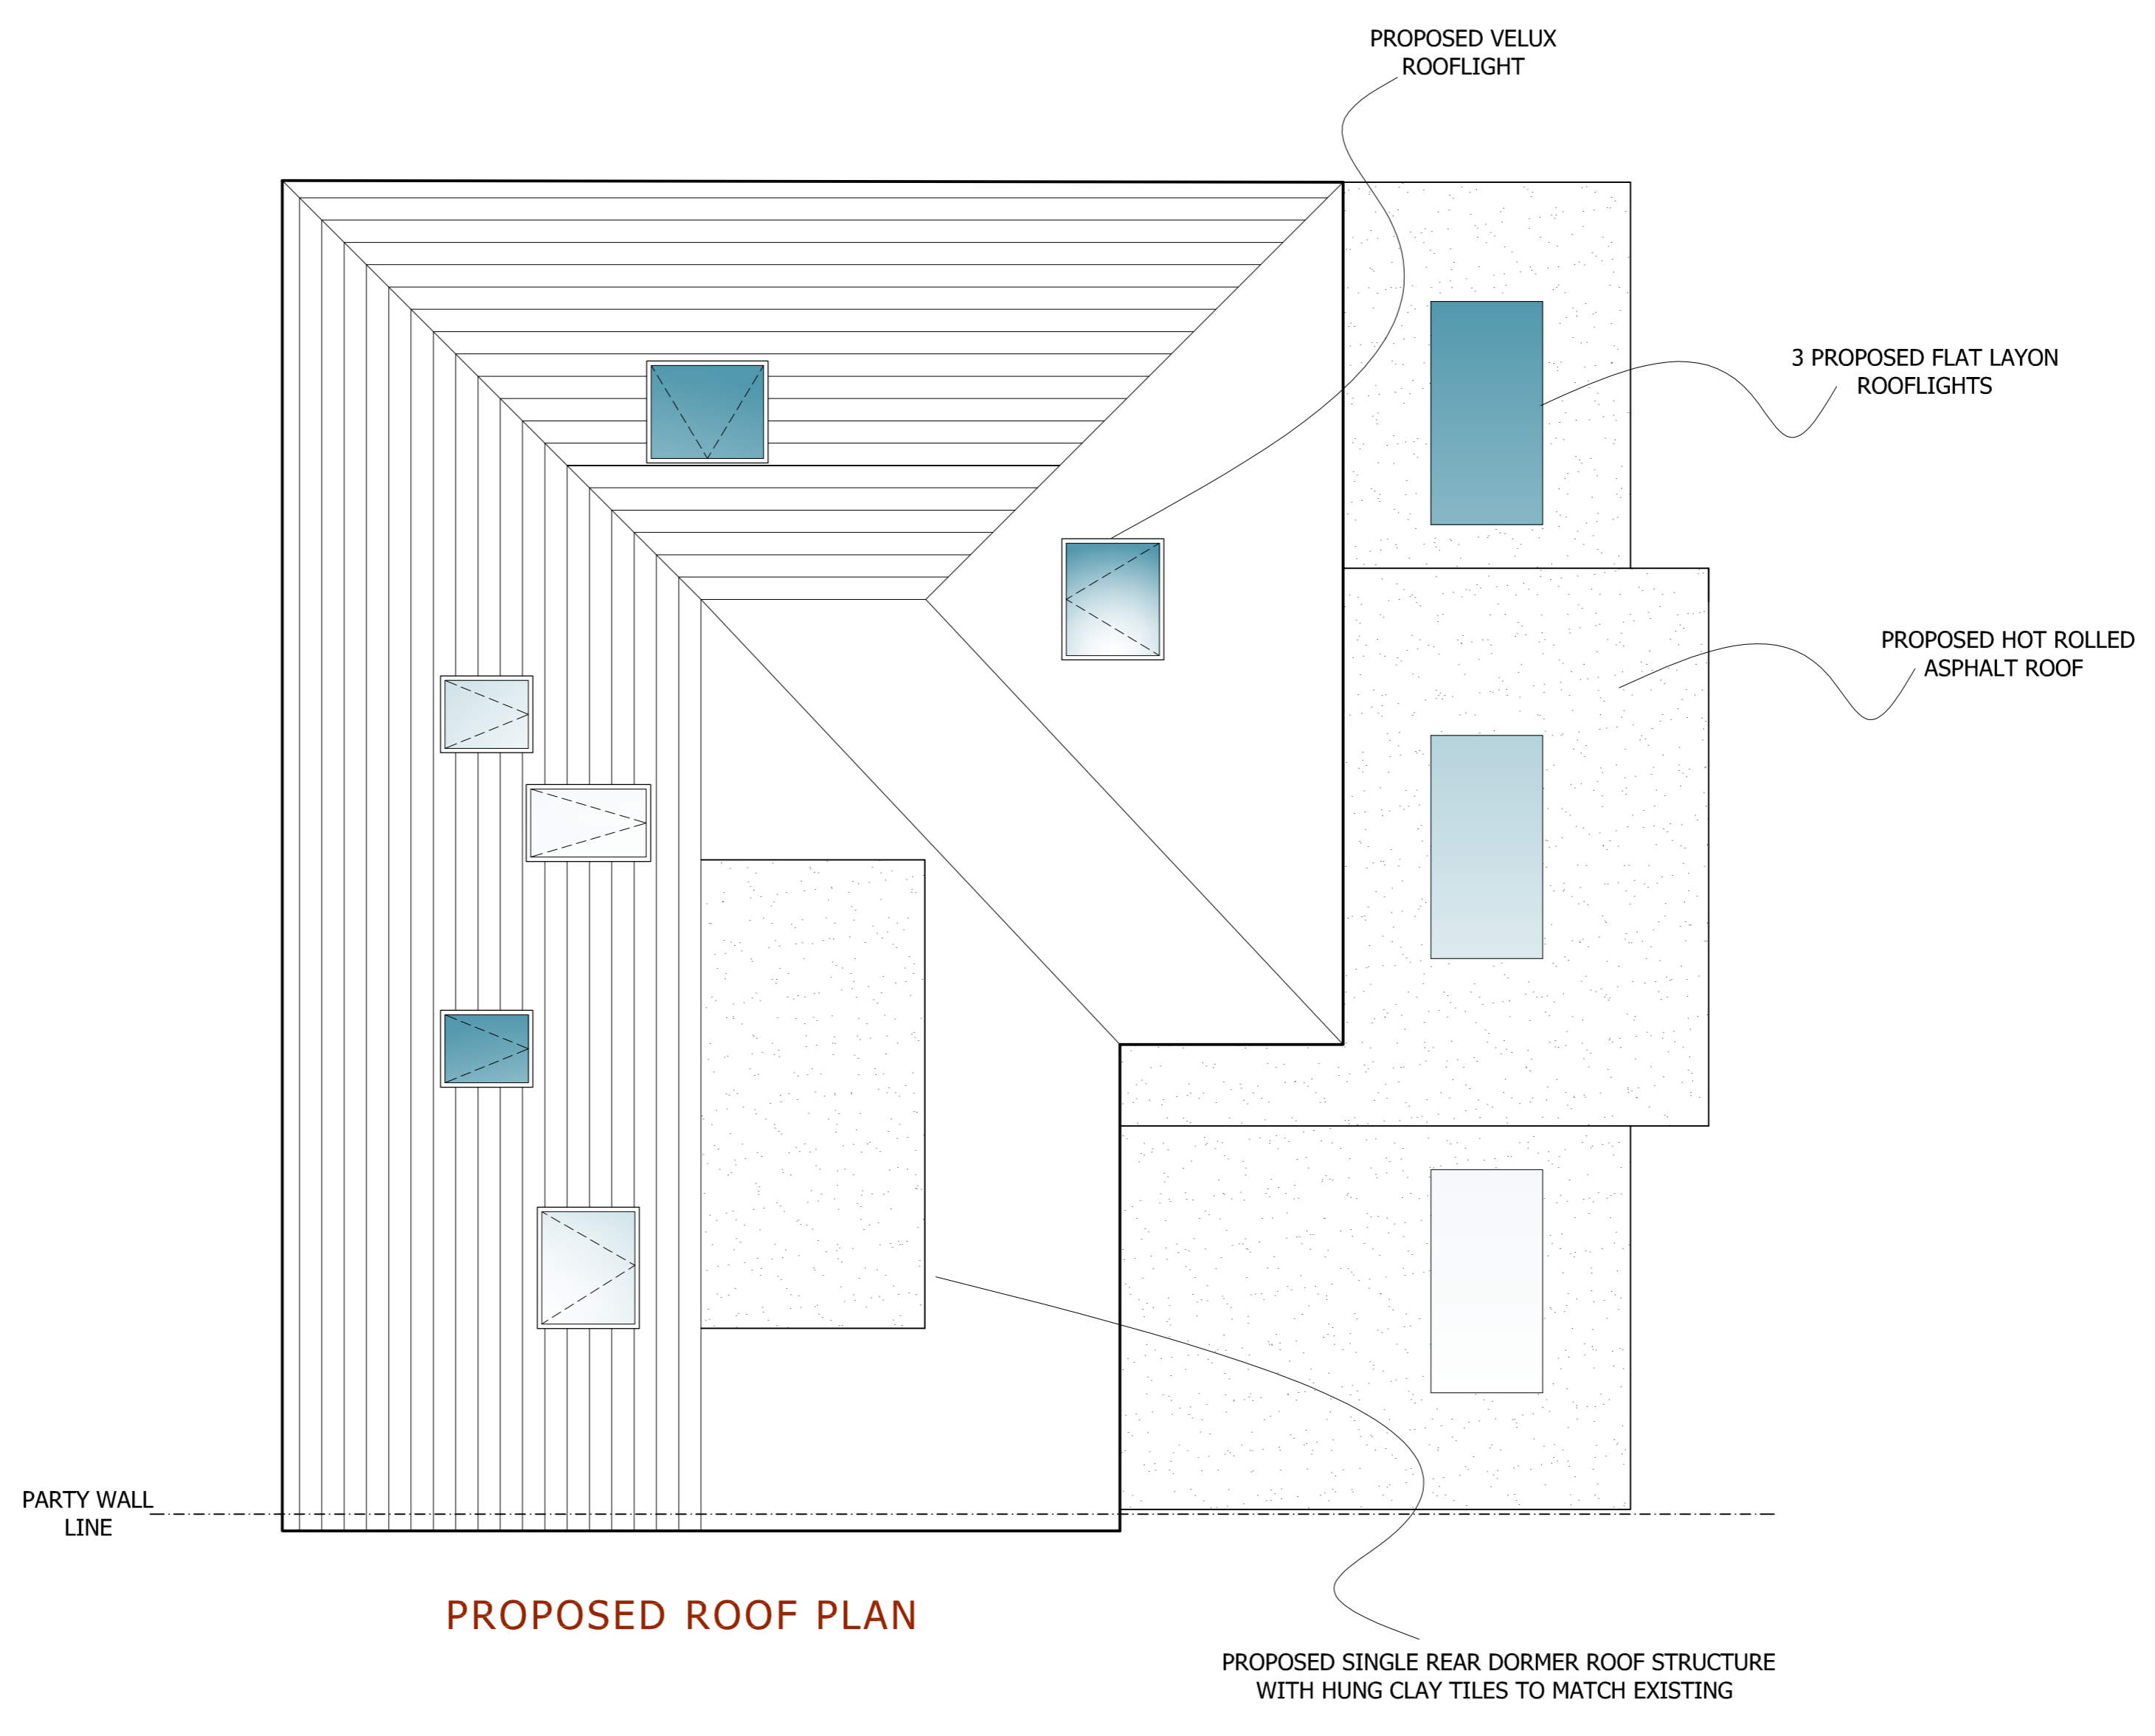 PROPOSED VELUX
ROOFLIGHT
3 PROPOSED FLAT LAYON
ROOFLIGHTS
PROPOSED HOT ROLLED
ASPHALT ROOF
PARTY WALL
LINE
PROPOSED ROOF PLAN
PROPOSED SINGLE REAR DORMER ROOF STRUCTURE
WITH HUNG CLAY TILES TO MATCH EXISTING